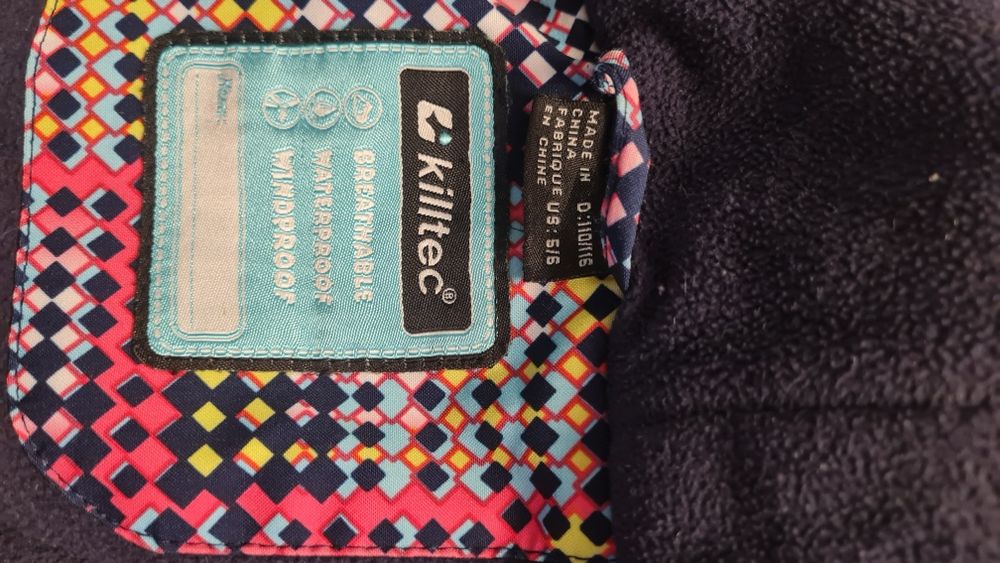 killtec®
BREATHABLE
WATERPROOF
WINDPROOF
Name:
MADE IN D:110/116
CHINA
FABRIQUE US: 5/6
EN CHINE